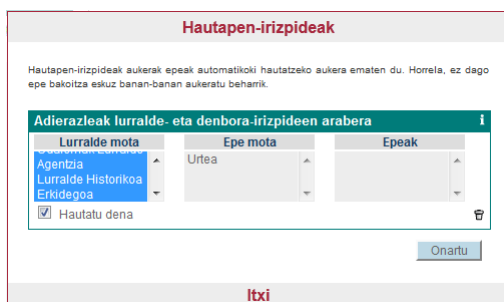 Hautapen-irizpideak
Hautapen-irizpideak aukerak epeak automatikoki hautatzeko aukera ematen du. Horrela, ez dago
epe bakoitza eskuz banan-banan aukeratu beharrik.
Adierazleak lurralde- eta denbora-irizpideen arabera i
Lurralde mota Epe mota Epeak
Agentzia Urtea
Lurralde Historikoa
Erkidegoa
Hautatu dena
Onartu
Itxi